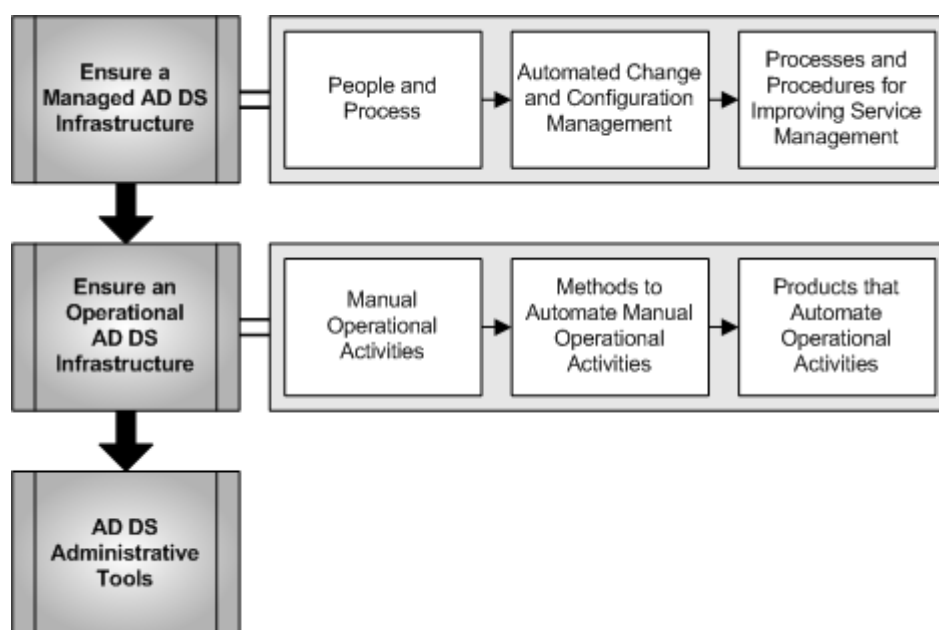 Ensure a
Managed AD DS
Infrastructure
People and
Process
Automated Change
and Configuration
Management
Processes and
Procedures for
Improving Service
Management
Ensure an
Operational
AD DS
Infrastructure
Manual
Operational
Activities
Methods to
Automate Manual
Operational
Activities
Products that
Automate
Operational
Activities
AD DS
Administrative
Tools